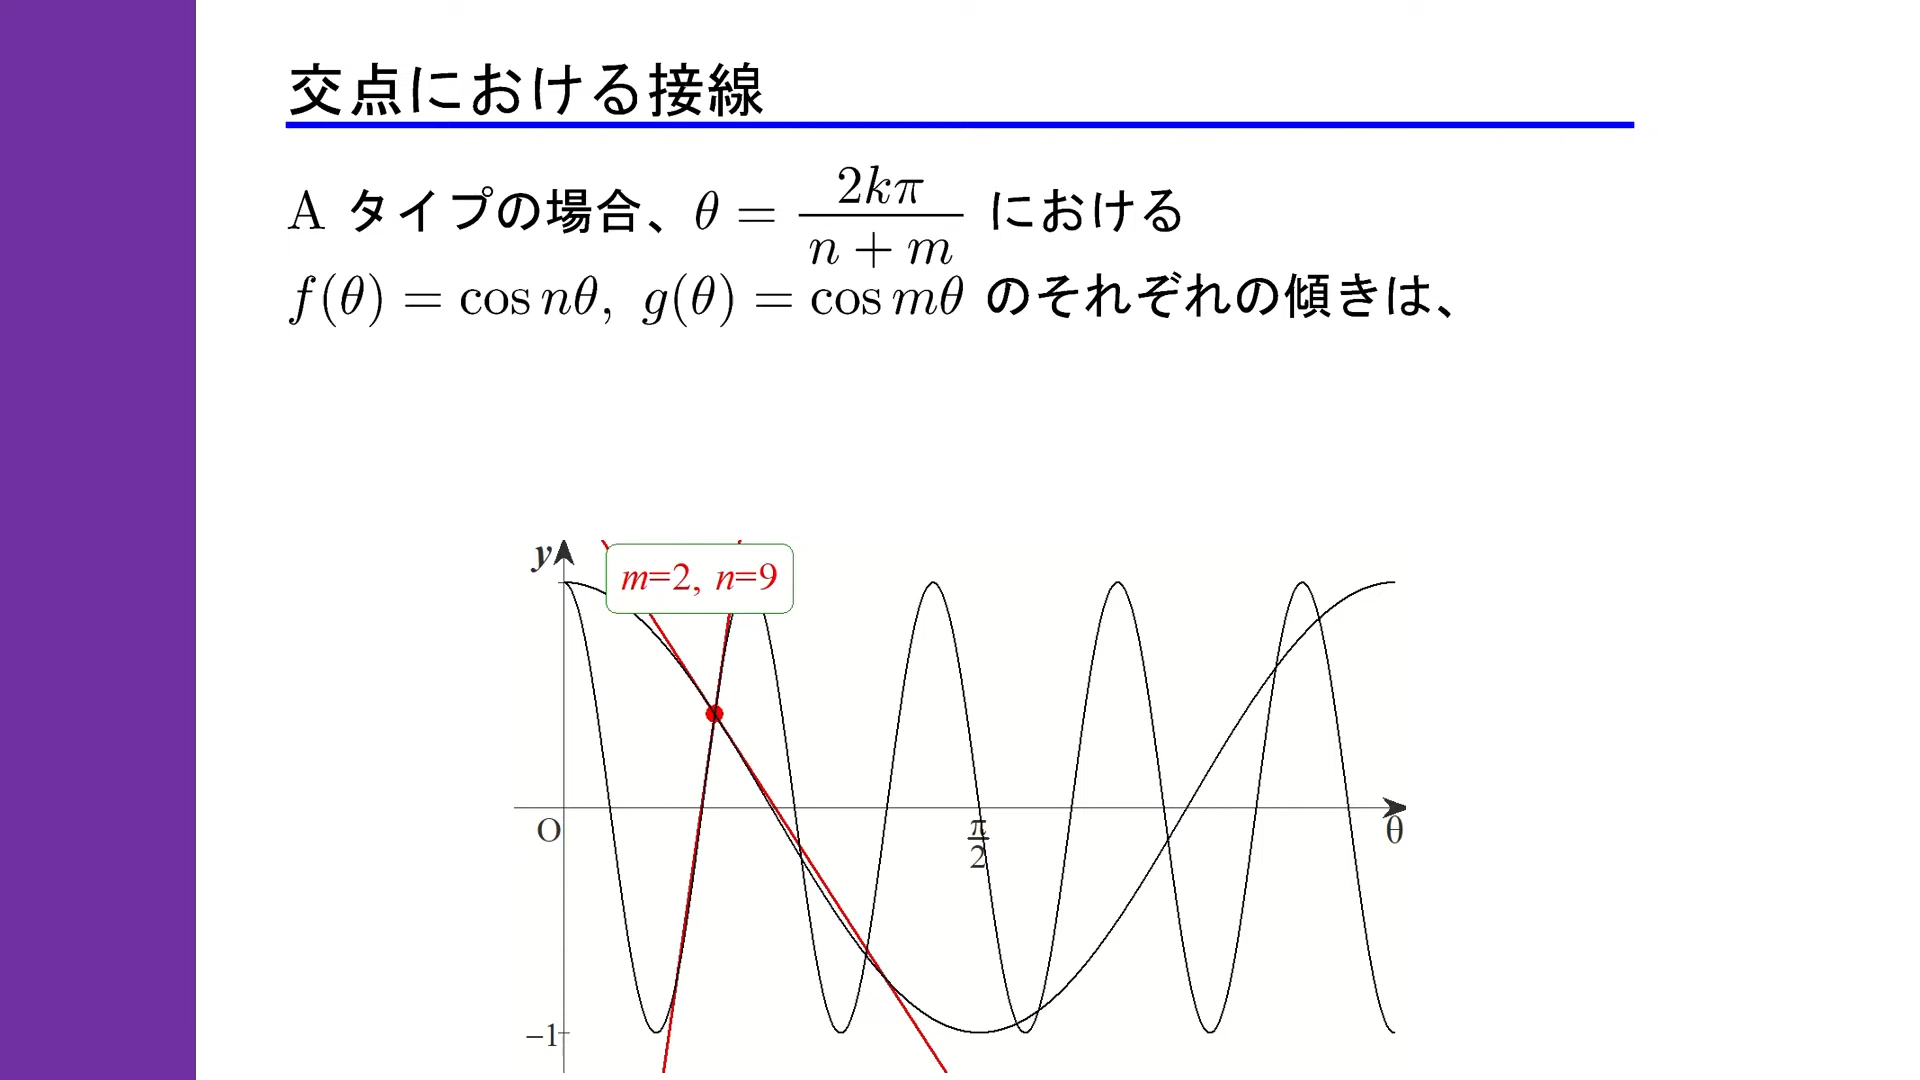 交点における接線
A タイプの場合、θ = 2kπ / (n + m) における
f(θ) = cos nθ, g(θ) = cos mθ のそれぞれの傾きは、
y
m=2, n=9
O
π/2
θ
−1